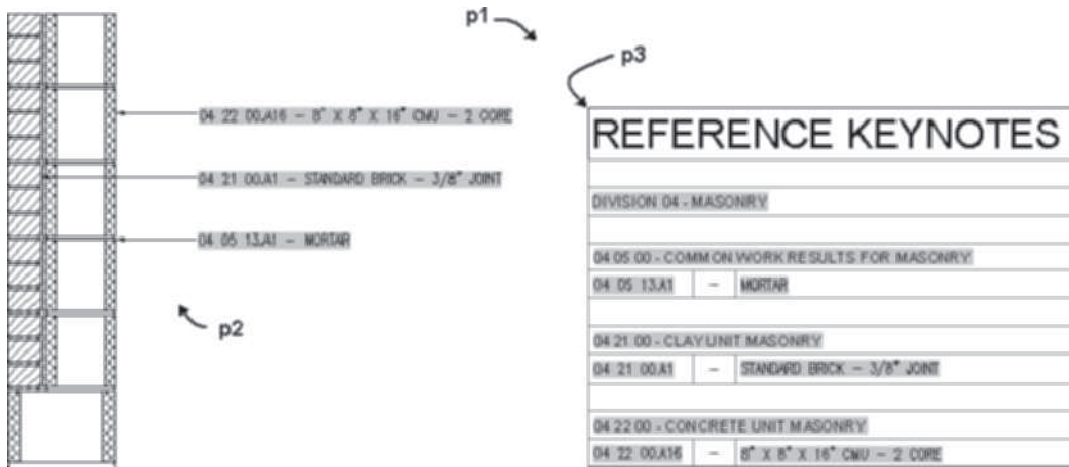 p1
04 22 00.A16 - 8" X 8" X 16" CMU - 2 CORE
04 21 00.A1 - STANDARD BRICK - 3/8" JOINT
04 05 13.A1 - MORTAR
p2
p3
REFERENCE KEYNOTES
DIVISION 04 - MASONRY
04 05 00 - COMMON WORK RESULTS FOR MASONRY
04 05 13.A1 - MORTAR
04 21 00 - CLAY UNIT MASONRY
04 21 00.A1 - STANDARD BRICK - 3/8" JOINT
04 22 00 - CONCRETE UNIT MASONRY
04 22 00.A16 - 8" X 8" X 16" CMU - 2 CORE